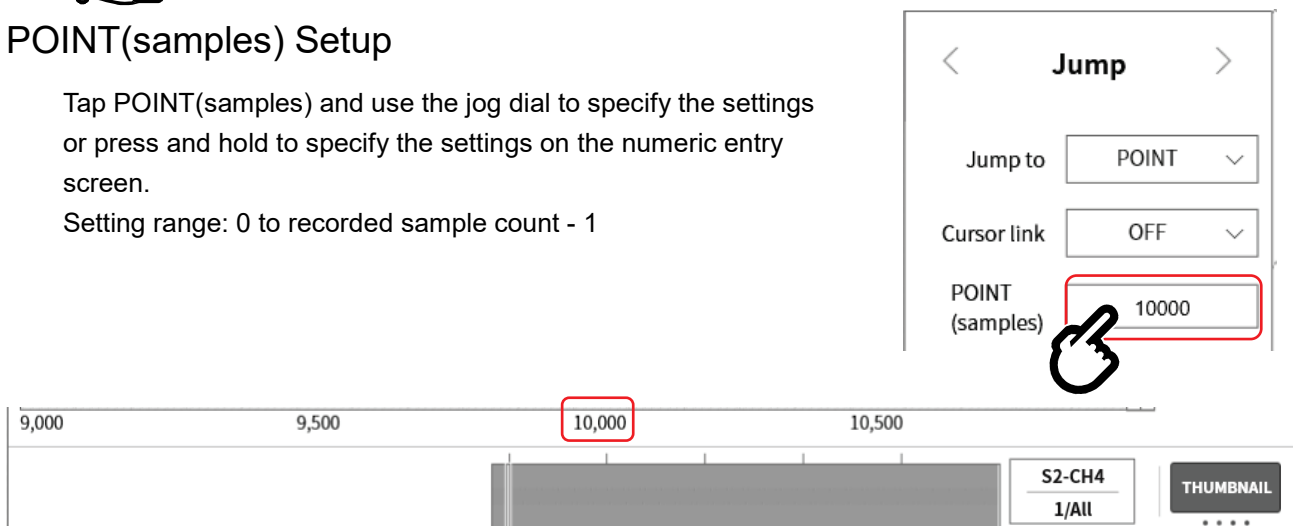 POINT(samples) Setup
Tap POINT(samples) and use the jog dial to specify the settings
or press and hold to specify the settings on the numeric entry
screen.
Setting range: 0 to recorded sample count - 1
Jump
Jump to POINT
Cursor link OFF
POINT
(samples)
10000
9,000 9,500 10,000 10,500
S2-CH4
1/All
THUMBNAIL